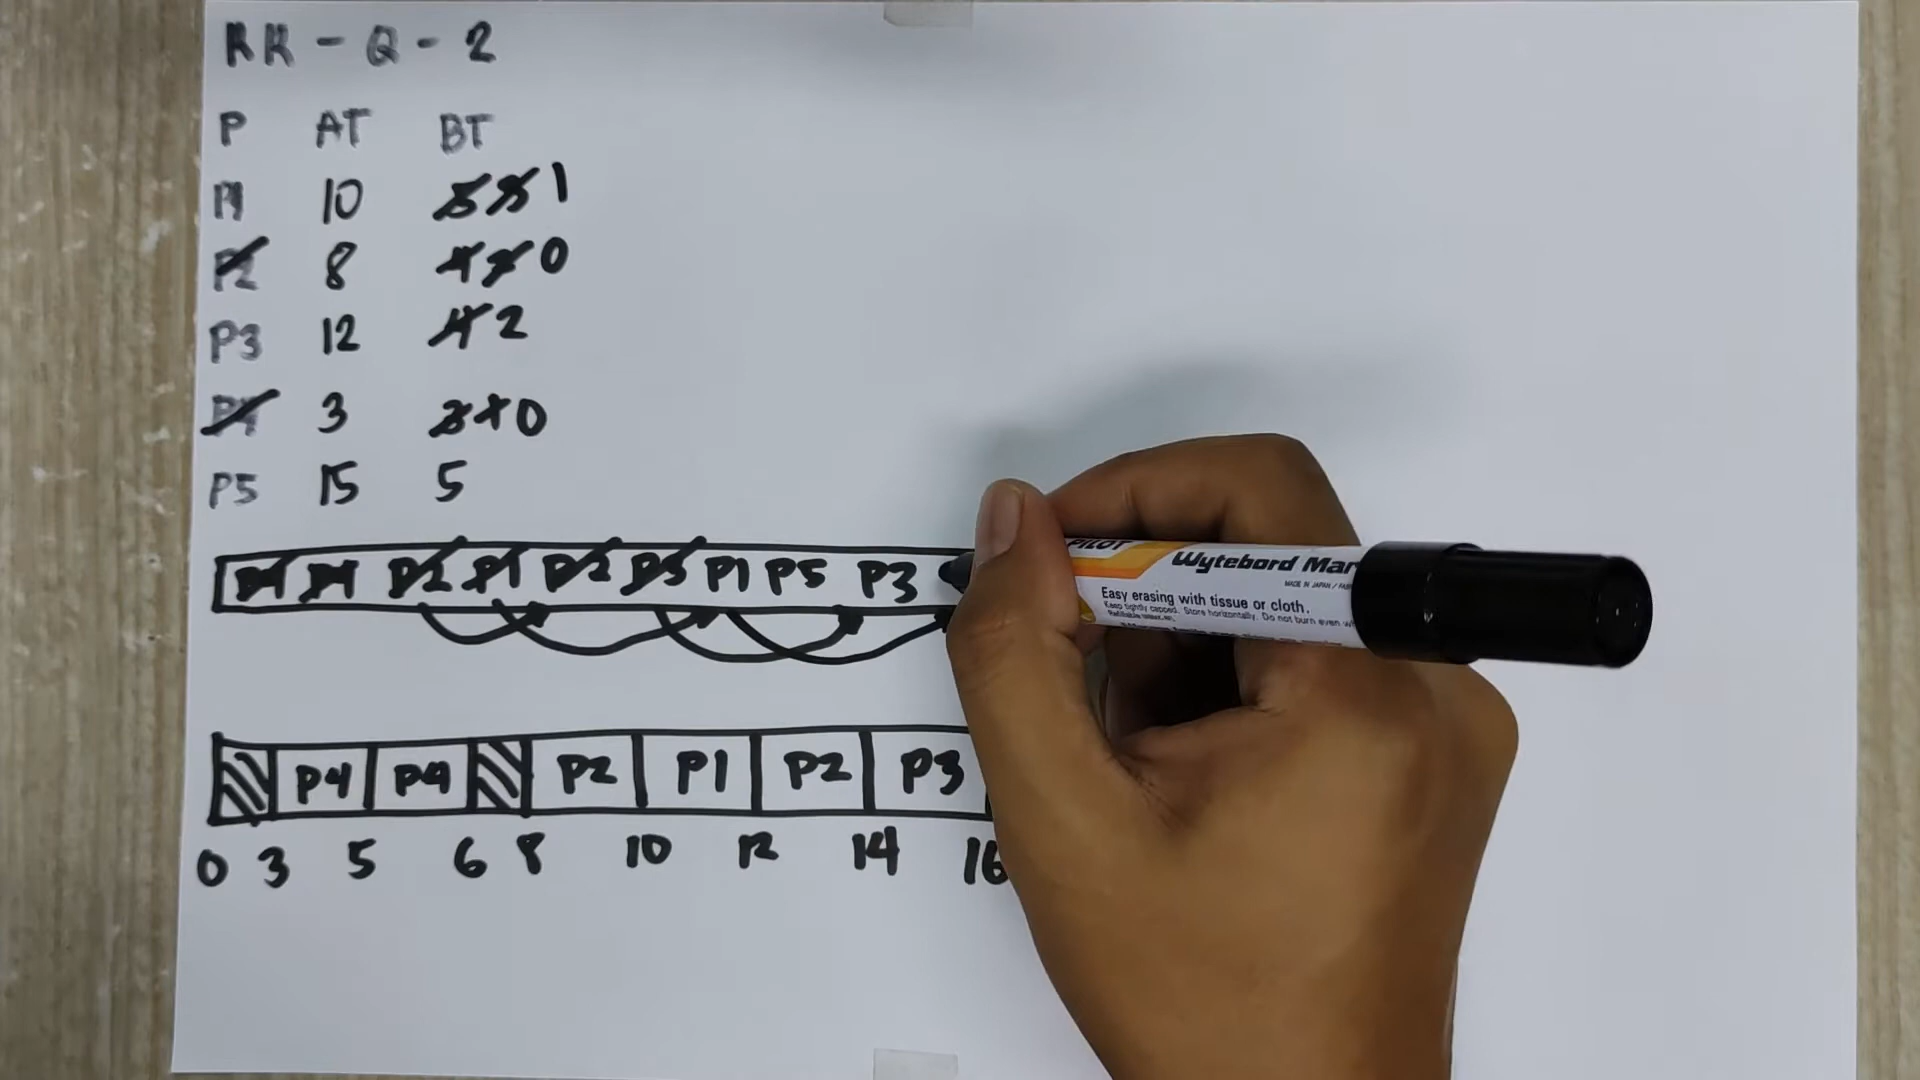 RR - Q - 2
P AT BT
P1 10 5 3 1
P2 8 4 2 0
P3 12 4 2
P4 3 3 1 0
P5 15 5
P4 P4 P2 P1 P2 P3 P1 P5 P3
PILOT Wytebord Mar
MADE IN JAPAN
Easy erasing with tissue or cloth.
Keep tightly capped. Store horizontally. Do not burn even
P4 P4 P2 P1 P2 P3
0 3 5 6 8 10 12 14 16